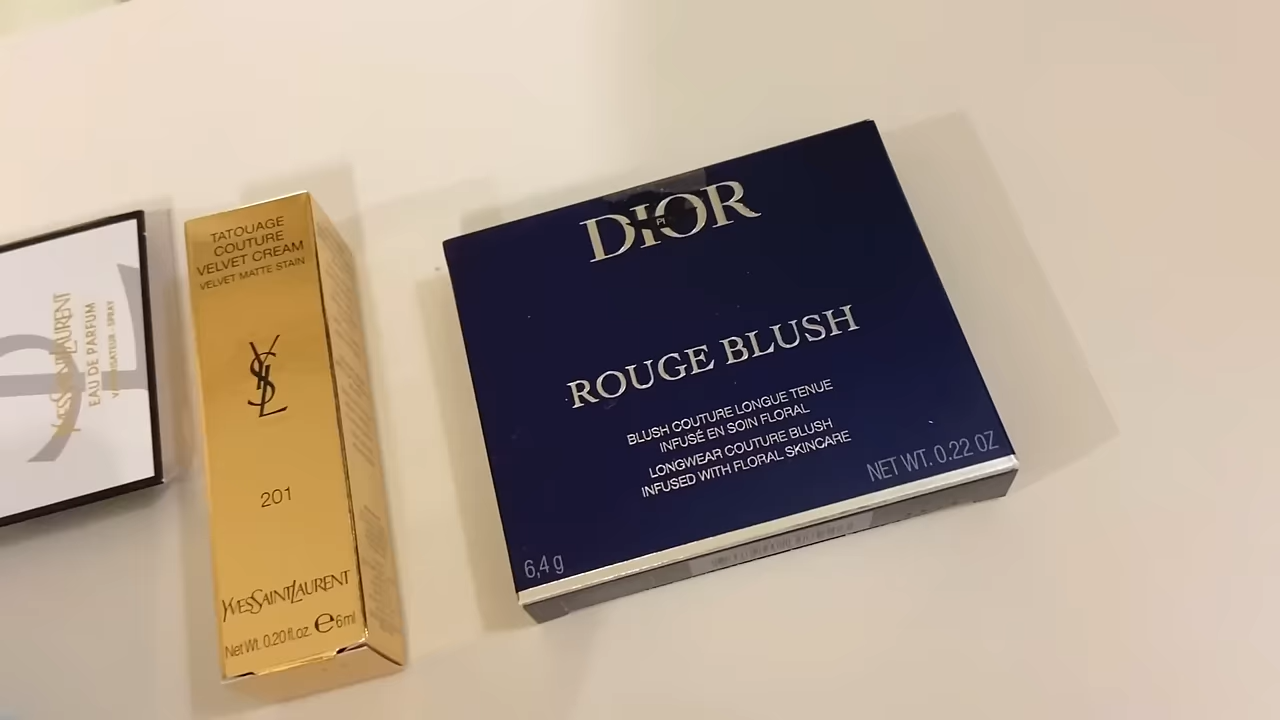 YVESSAINTLAURENT
EAU DE PARFUM
TATOUAGE
COUTURE
VELVET CREAM
VELVET MATTE STAIN
YSL
201
YVESSAINTLAURENT
Net Wt. 0.20 fl.oz. e 6ml
DIOR
ROUGE BLUSH
BLUSH COUTURE LONGUE TENUE
INFUSÉ EN SOIN FLORAL
LONGWEAR COUTURE BLUSH
INFUSED WITH FLORAL SKINCARE
6,4 g
NET WT. 0.22 OZ